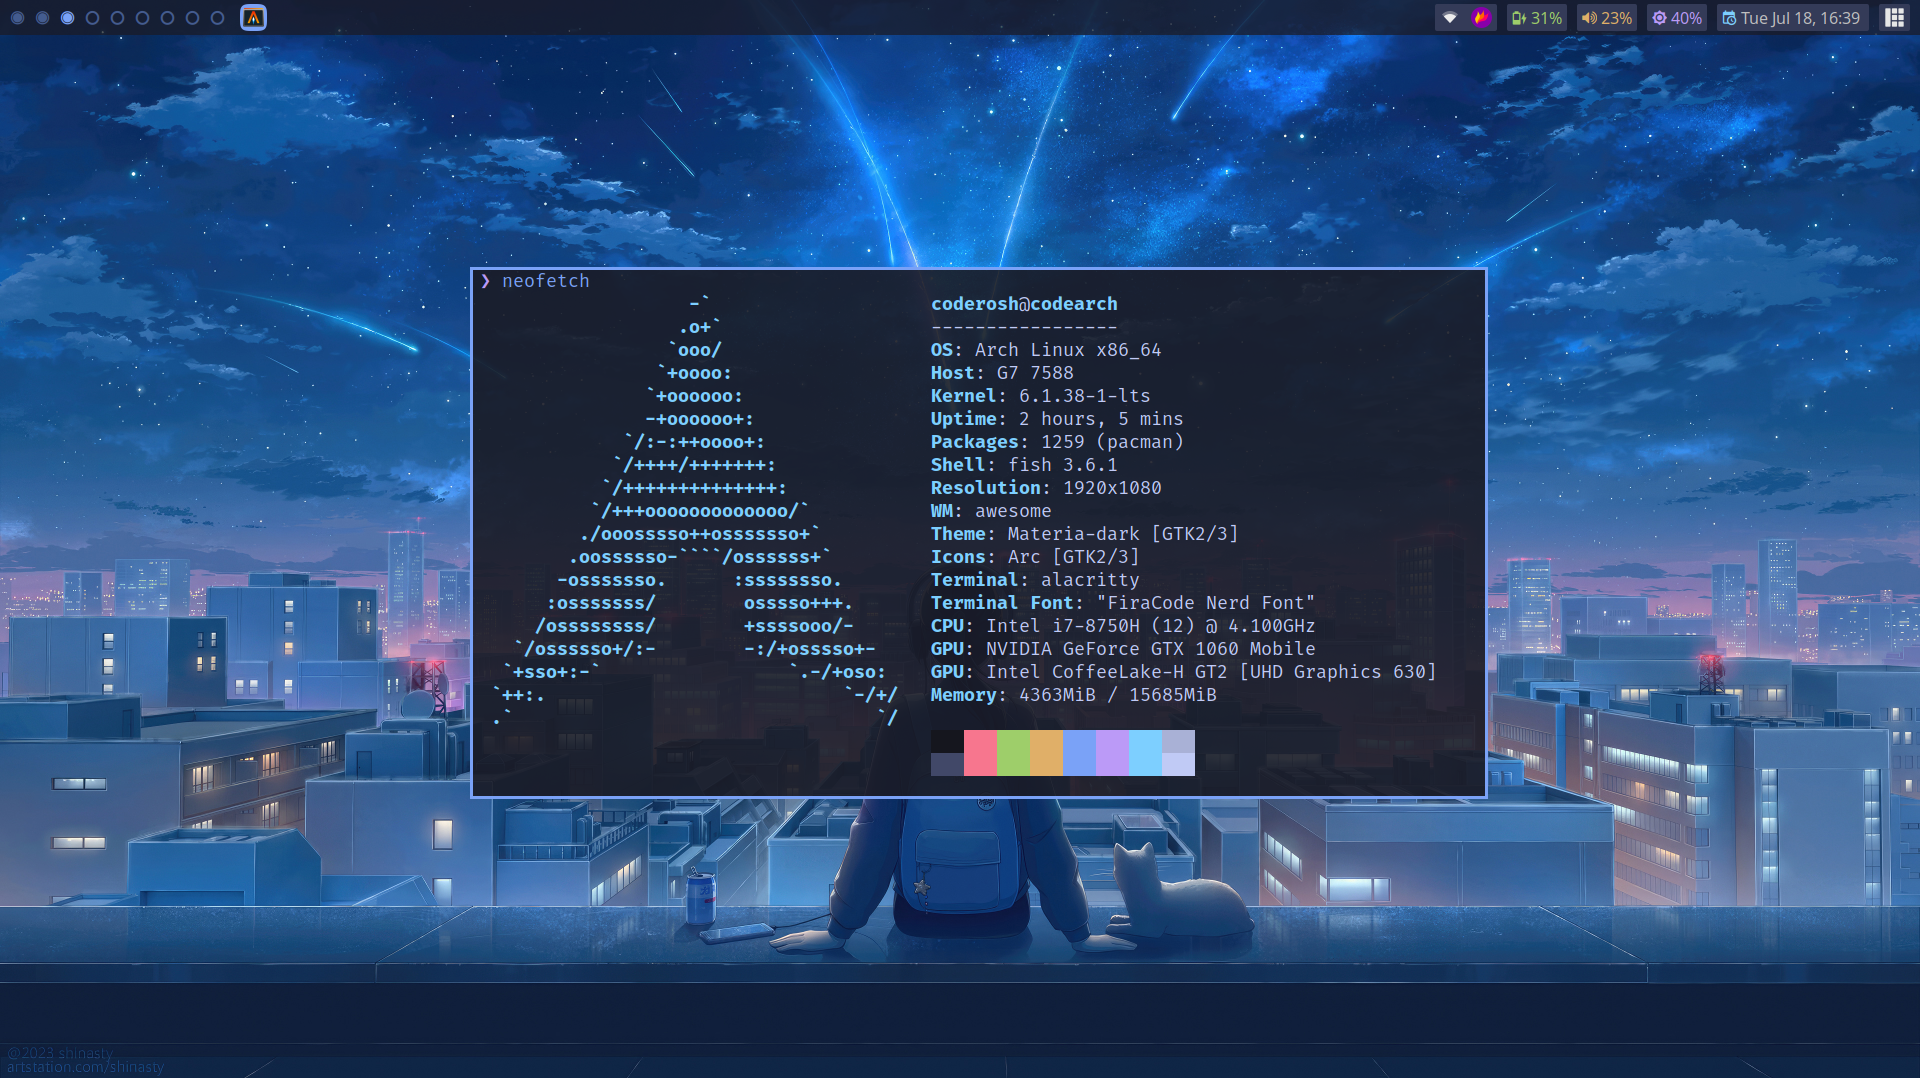 31% 23% 40% Tue Jul 18, 16:39
❯ neofetch
-`
.o+`
`ooo/
`+oooo:
`+oooooo:
-+oooooo+:
`/:-:++oooo+:
`/++++/+++++++:
`/++++++++++++++:
`/+++ooooooooooooo/`
./ooosssso++osssssso+`
.oossssso-````/ossssss+`
-osssssso. :ssssssso.
:osssssss/ osssso+++.
/ossssssss/ +ssssooo/-
`/ossssso+/:- -:/+osssso+-
`+sso+:-` `.-/+oso:
`++:. `-/+/
.` `/
coderosh@codearch
-----------------
OS: Arch Linux x86_64
Host: G7 7588
Kernel: 6.1.38-1-lts
Uptime: 2 hours, 5 mins
Packages: 1259 (pacman)
Shell: fish 3.6.1
Resolution: 1920x1080
WM: awesome
Theme: Materia-dark [GTK2/3]
Icons: Arc [GTK2/3]
Terminal: alacritty
Terminal Font: "FiraCode Nerd Font"
CPU: Intel i7-8750H (12) @ 4.100GHz
GPU: NVIDIA GeForce GTX 1060 Mobile
GPU: Intel CoffeeLake-H GT2 [UHD Graphics 630]
Memory: 4363MiB / 15685MiB
@2023 shinasty
artstation.com/shinasty